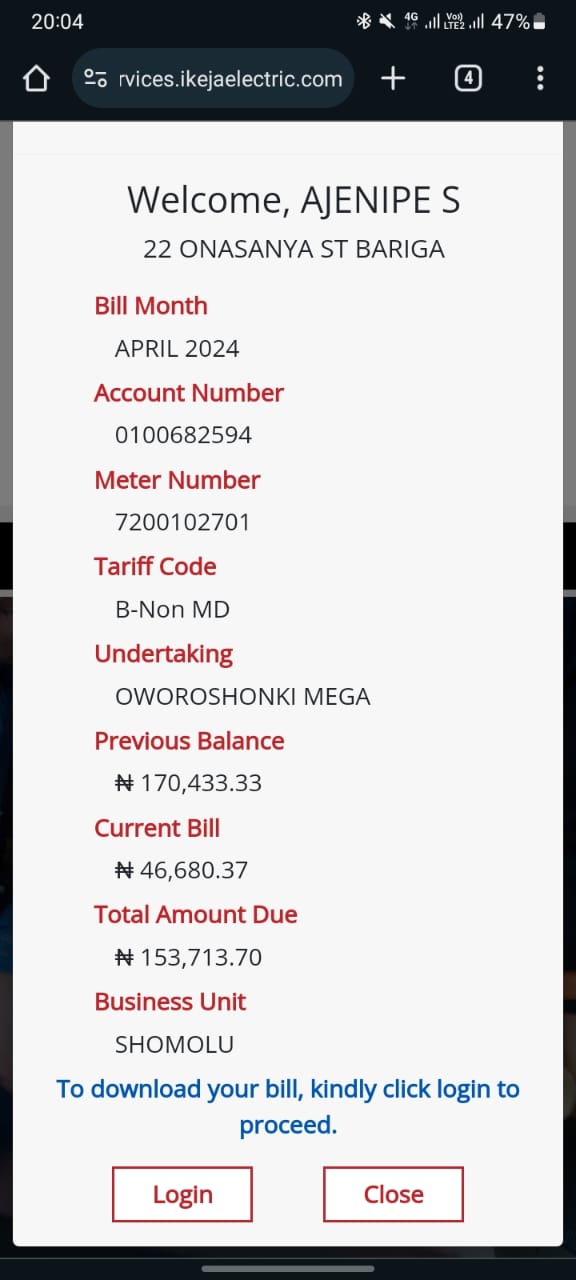 20:04
4G
Vo))
LTE2
47%
rvices.ikejaelectric.com
4
Welcome, AJENIPE S
22 ONASANYA ST BARIGA
Bill Month
APRIL 2024
Account Number
0100682594
Meter Number
7200102701
Tariff Code
B-Non MD
Undertaking
OWOROSHONKI MEGA
Previous Balance
₦ 170,433.33
Current Bill
₦ 46,680.37
Total Amount Due
₦ 153,713.70
Business Unit
SHOMOLU
To download your bill, kindly click login to
proceed.
Login
Close